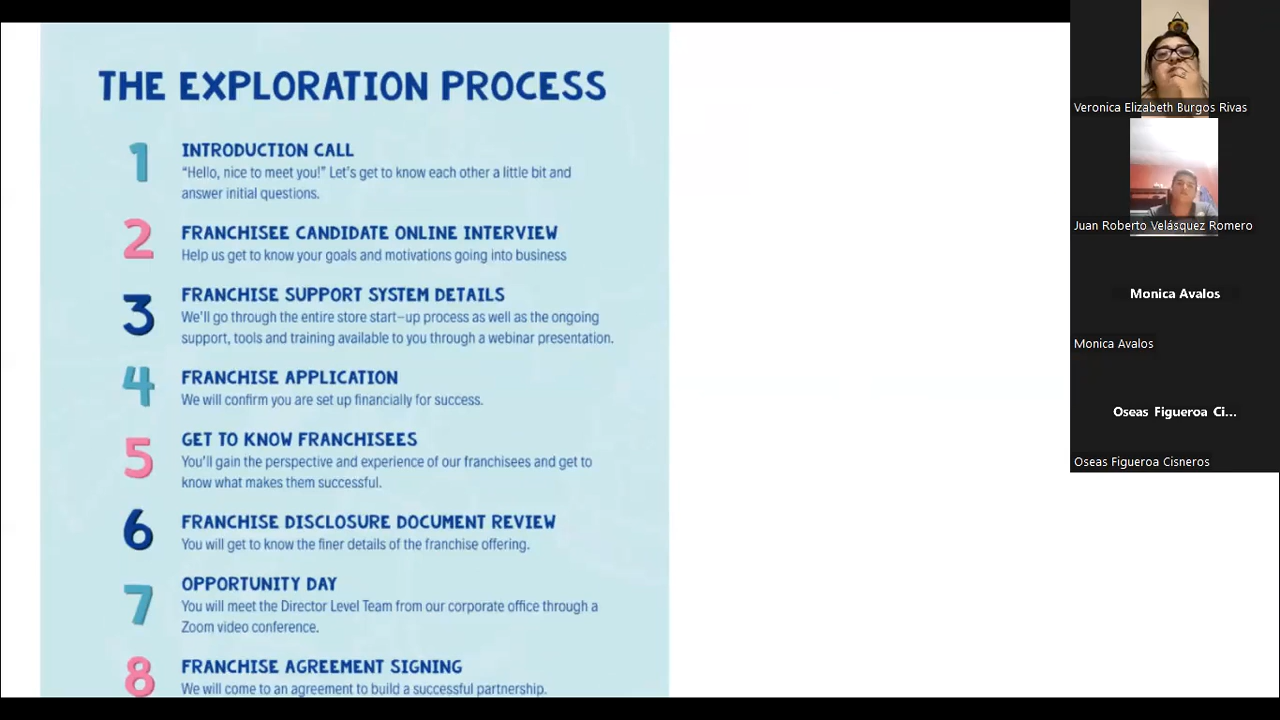 THE EXPLORATION PROCESS
1
INTRODUCTION CALL
“Hello, nice to meet you!” Let’s get to know each other a little bit and
answer initial questions.
2
FRANCHISEE CANDIDATE ONLINE INTERVIEW
Help us get to know your goals and motivations going into business
3
FRANCHISE SUPPORT SYSTEM DETAILS
We’ll go through the entire store start-up process as well as the ongoing
support, tools and training available to you through a webinar presentation.
4
FRANCHISE APPLICATION
We will confirm you are set up financially for success.
5
GET TO KNOW FRANCHISEES
You’ll gain the perspective and experience of our franchisees and get to
know what makes them successful.
6
FRANCHISE DISCLOSURE DOCUMENT REVIEW
You will get to know the finer details of the franchise offering.
7
OPPORTUNITY DAY
You will meet the Director Level Team from our corporate office through a
Zoom video conference.
8
FRANCHISE AGREEMENT SIGNING
We will come to an agreement to build a successful partnership.
Veronica Elizabeth Burgos Rivas
Juan Roberto Velásquez Romero
Monica Avalos
Monica Avalos
Oseas Figueroa Ci...
Oseas Figueroa Cisneros